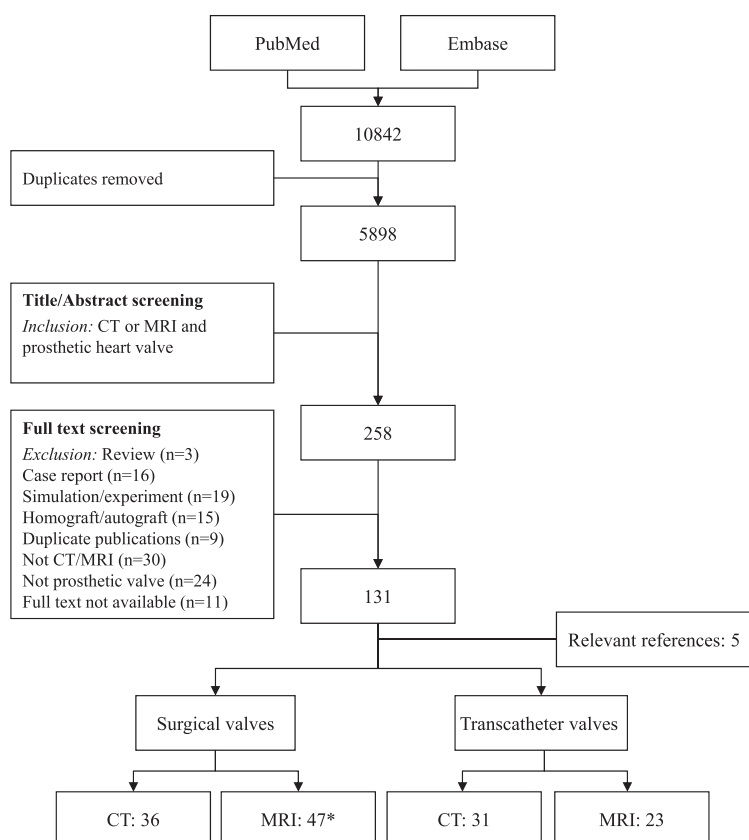 PubMed
Embase
10842
Duplicates removed
5898
Title/Abstract screening
Inclusion: CT or MRI and
prosthetic heart valve
258
Full text screening
Exclusion: Review (n=3)
Case report (n=16)
Simulation/experiment (n=19)
Homograft/autograft (n=15)
Duplicate publications (n=9)
Not CT/MRI (n=30)
Not prosthetic valve (n=24)
Full text not available (n=11)
131
Relevant references: 5
Surgical valves
Transcatheter valves
CT: 36
MRI: 47*
CT: 31
MRI: 23